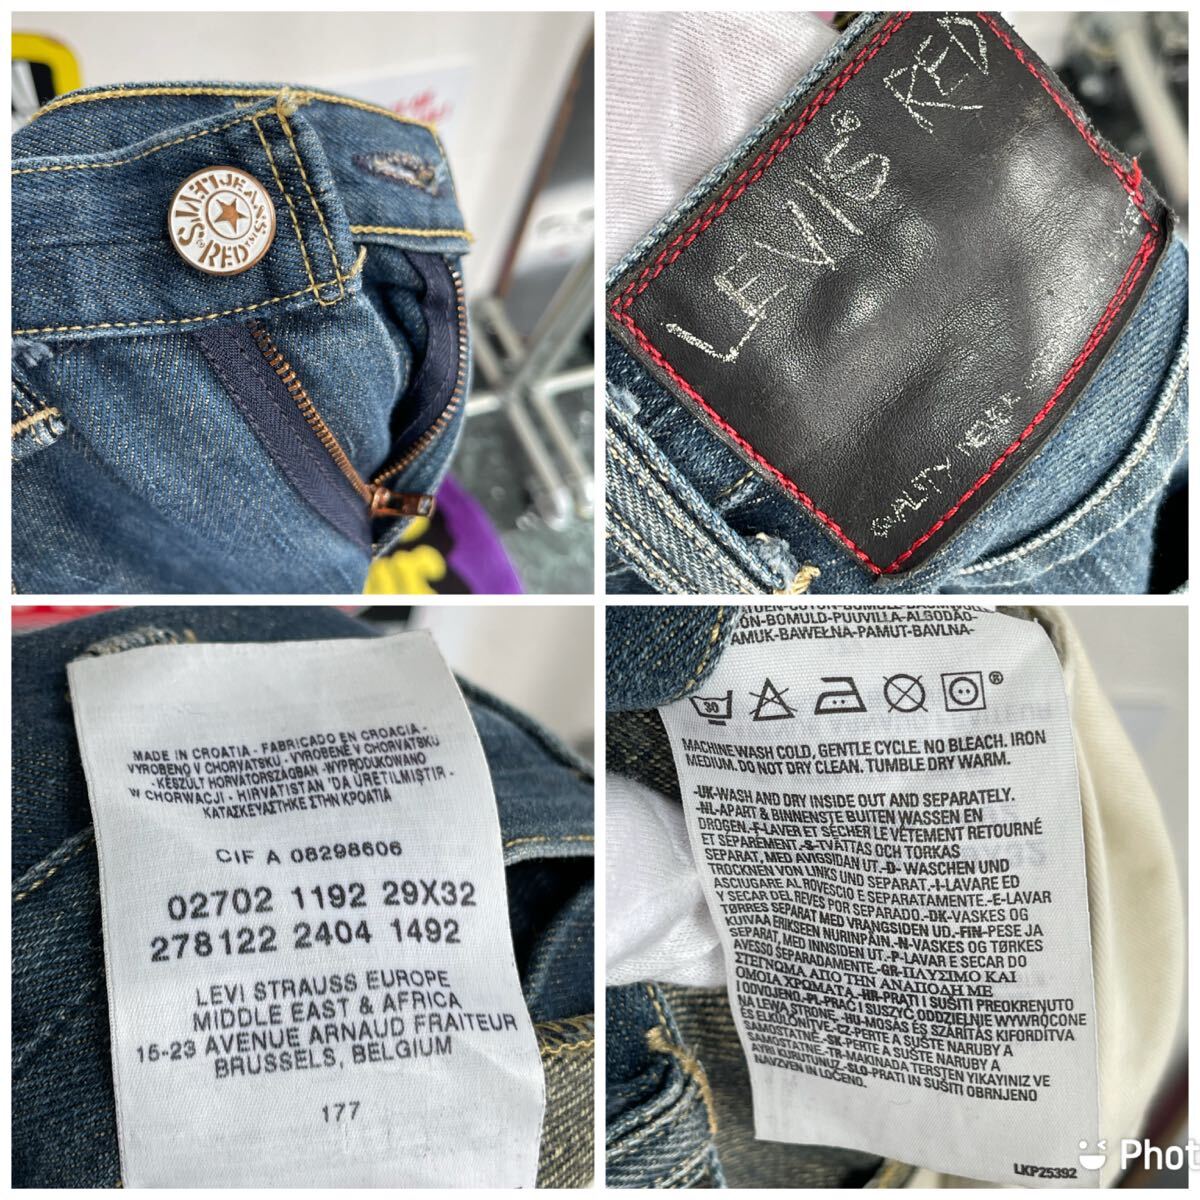 LEVI'S JEANS
® RED™
LEVI'S® RED
QUALITY NEVER
MADE IN CROATIA - FABRICADO EN CROACIA -
VYROBENO V CHORVATSKU - VYROBENÉ V CHORVÁTSKU
- KÉSZÜLT HORVÁTORSZÁGBAN - WYPRODUKOWANO
W CHORWACJI - HIRVATISTAN 'DA ÜRETILMIŞTIR -
ΚΑΤΑΣΚΕΥΑΣΤΗΚΕ ΣΤΗΝ ΚΡΟΑΤΙΑ
CIF A 08298606
02702 1192 29X32
278122 2404 1492
LEVI STRAUSS EUROPE
MIDDLE EAST & AFRICA
15-23 AVENUE ARNAUD FRAITEUR
BRUSSELS, BELGIUM
177
ÓN-BOMULD-PUUVILLA-ALGODÃO-
AMUK-BAWEŁNA-PAMUT-BAVLNA-
30
®
MACHINE WASH COLD, GENTLE CYCLE. NO BLEACH. IRON
MEDIUM. DO NOT DRY CLEAN. TUMBLE DRY WARM.
-UK-WASH AND DRY INSIDE OUT AND SEPARATELY.
-NL-APART & BINNENSTE BUITEN WASSEN EN
DROGEN.-F-LAVER ET SÉCHER LE VÊTEMENT RETOURNÉ
ET SÉPARÉMENT.-S-TVÄTTAS OCH TORKAS
SEPARAT, MED AVIGSIDAN UT.-D- WASCHEN UND
TROCKNEN VON LINKS UND SEPARAT.-I-LAVARE ED
ASCIUGARE AL ROVESCIO E SEPARATAMENTE.-E-LAVAR
Y SECAR DEL REVES POR SEPARADO.-DK-VASKES OG
TØRRES SEPARAT MED VRANGSIDEN UD.-FIN-PESE JA
KUIVAA ERIKSEEN NURINPÄIN.-N-VASKES OG TØRKES
SEPARAT, MED INNSIDEN UT.-P-LAVAR E SECAR DO
AVESSO SEPARADAMENTE.-GR-ΠΛΥΣΙΜΟ ΚΑΙ
ΣΤΕΓΝΩΜΑ ΑΠΟ ΤΗΝ ΑΝΑΠΟΔΗ ΜΕ
ΟΜΟΙΑ ΧΡΩΜΑΤΑ.-HR-PRATI I SUŠITI PREOKRENUTO
I ODVOJENO.-PL-PRAĆ I SUSZYĆ ODDZIELNIE WYWRÓCONE
NA LEWĄ STRONĘ.-HU-MOSÁS ÉS SZÁRÍTÁS KIFORDÍTVA
ÉS ELKÜLÖNÍTVE.-CZ-PERTE A SUŠTE NARUBY A
SAMOSTATNE.-SK-PERTE A SUŠTE NARUBY A
SAMOSTATNE.-TR-MAKINADA TERSTEN YIKAYINIZ VE
AYRI KURUTUNUZ.-SLO-PRATI IN SUŠITI OBRNJENO
NAVZVEN IN LOČENO.
LKP25392
Phot